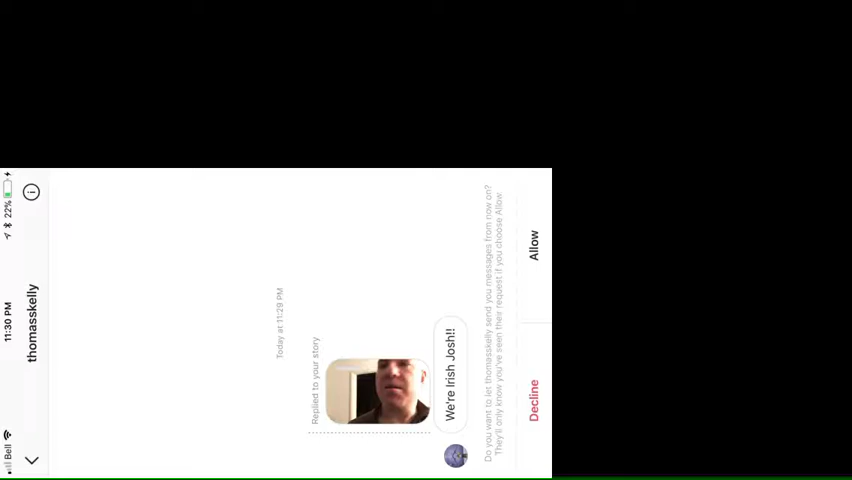 Bell 11:30 PM 22%
thomasskelly
Today at 11:29 PM
Replied to your story
We're Irish Josh!!
Do you want to let thomasskelly send you messages from now on?
They'll only know you've seen their request if you choose Allow.
Decline Allow